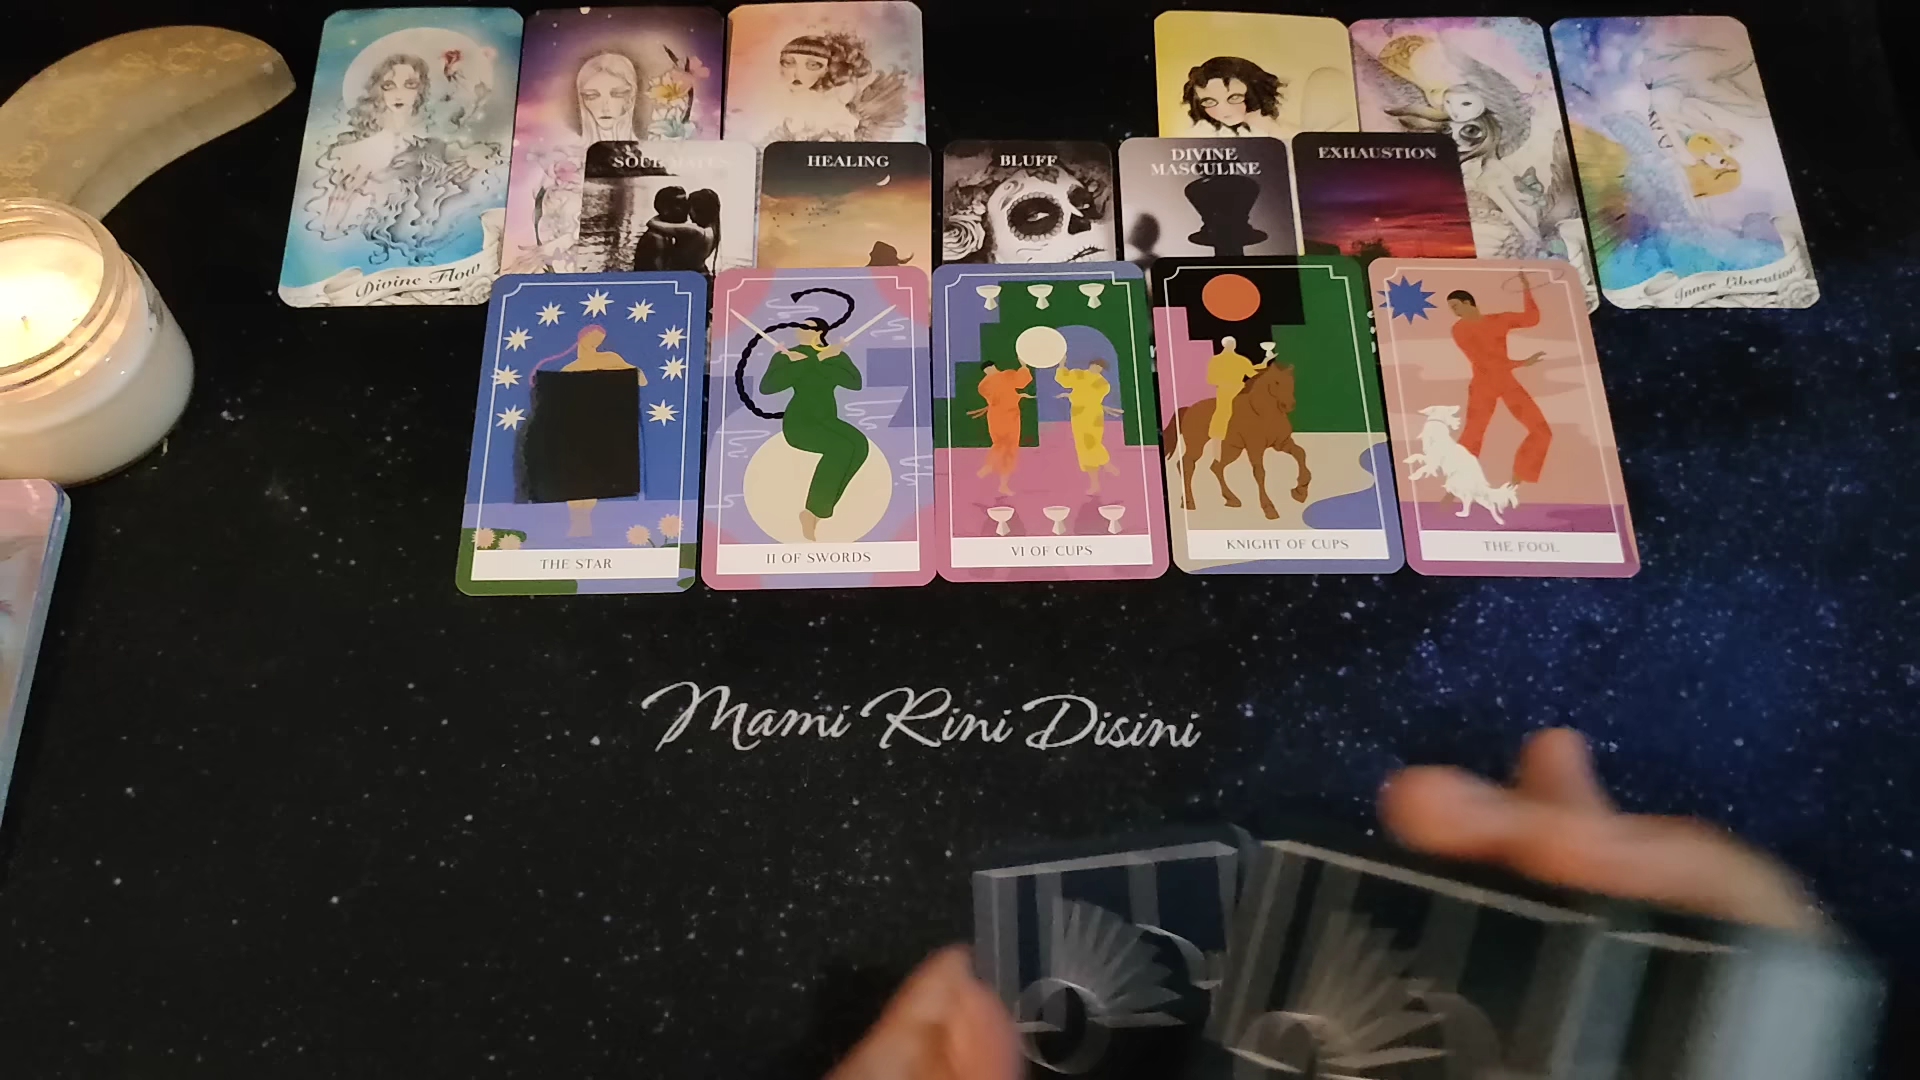 Divine Flow
Inner Liberation
SOULMATES
HEALING
BLUFF
DIVINE
MASCULINE
EXHAUSTION
THE STAR
II OF SWORDS
VI OF CUPS
KNIGHT OF CUPS
THE FOOL
Mami Rini Disini